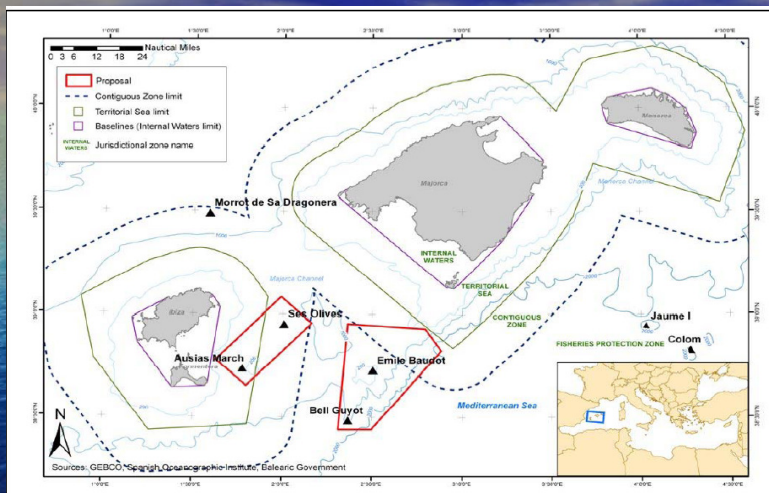 Nautical Miles
0 3 6 12 18 24
Proposal
Contiguous Zone limit
Territorial Sea limit
Baselines (Internal Waters limit)
INTERNAL WATERS Jurisdictional zone name
1°0'0"E 1°30'0"E 2°0'0"E 2°30'0"E 3°0'0"E 3°30'0"E 4°0'0"E 4°30'0"E
Menorca
Majorca
Menorca Channel
Morrot de Sa Dragonera
INTERNAL
WATERS
TERRITORIAL
SEA
Majorca Channel
CONTIGUOUS
ZONE
Ibiza
Ses Olives
Jaume I
FISHERIES PROTECTION ZONE
Colom
Ausias March
Emile Baudot
Mediterranean Sea
Bell Guyot
N
Sources: GEBCO, Spanish Oceanographic Institute, Balearic Government